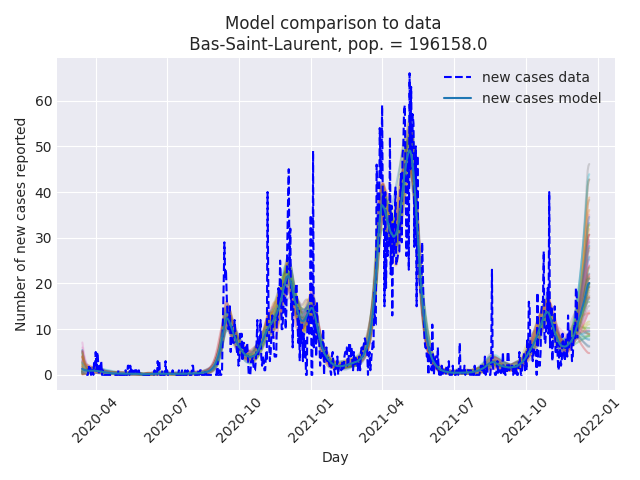 Model comparison to data
Bas-Saint-Laurent, pop. = 196158.0
new cases data
new cases model
Number of new cases reported
60
50
40
30
20
10
0
2020-04
2020-07
2020-10
2021-01
2021-04
2021-07
2021-10
2022-01
Day